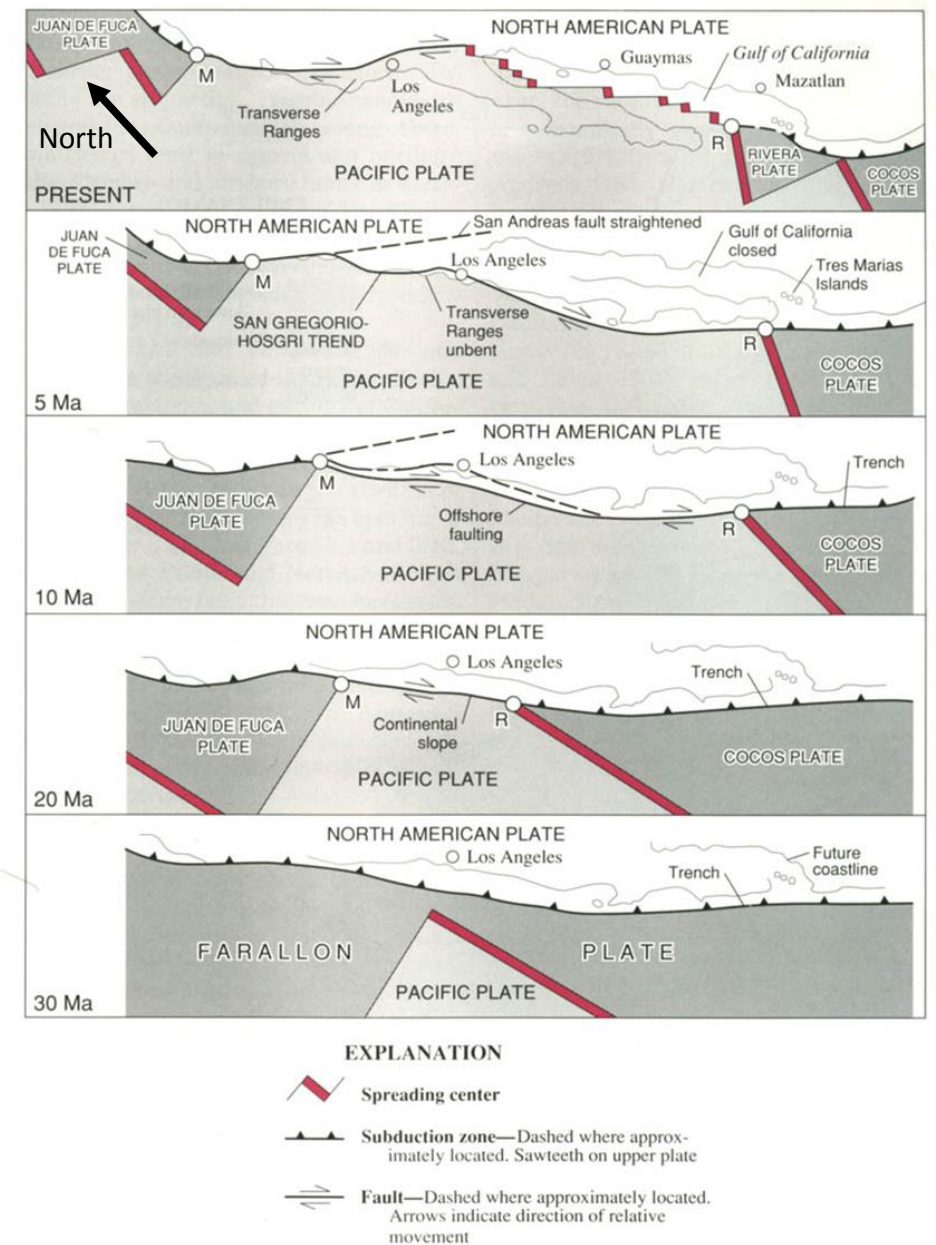 JUAN DE FUCA
PLATE
NORTH AMERICAN PLATE
Guaymas
Gulf of California
Mazatlan
M
Los
Angeles
Transverse
Ranges
North
R
RIVERA
PLATE
COCOS
PLATE
PACIFIC PLATE
PRESENT
NORTH AMERICAN PLATE
San Andreas fault straightened
JUAN
DE FUCA
PLATE
Gulf of California
closed
Los Angeles
Tres Marias
Islands
M
SAN GREGORIO-
HOSGRI TREND
Transverse
Ranges
unbent
R
COCOS
PLATE
PACIFIC PLATE
5 Ma
NORTH AMERICAN PLATE
Los Angeles
Trench
M
JUAN DE FUCA
PLATE
Offshore
faulting
R
COCOS
PLATE
PACIFIC PLATE
10 Ma
NORTH AMERICAN PLATE
Los Angeles
Trench
M
JUAN DE FUCA
PLATE
Continental
slope
R
COCOS PLATE
PACIFIC PLATE
20 Ma
NORTH AMERICAN PLATE
Los Angeles
Future
coastline
Trench
FARALLON
PLATE
PACIFIC PLATE
30 Ma
EXPLANATION
Spreading center
Subduction zone—Dashed where approx-
imately located. Sawteeth on upper plate
Fault—Dashed where approximately located.
Arrows indicate direction of relative
movement